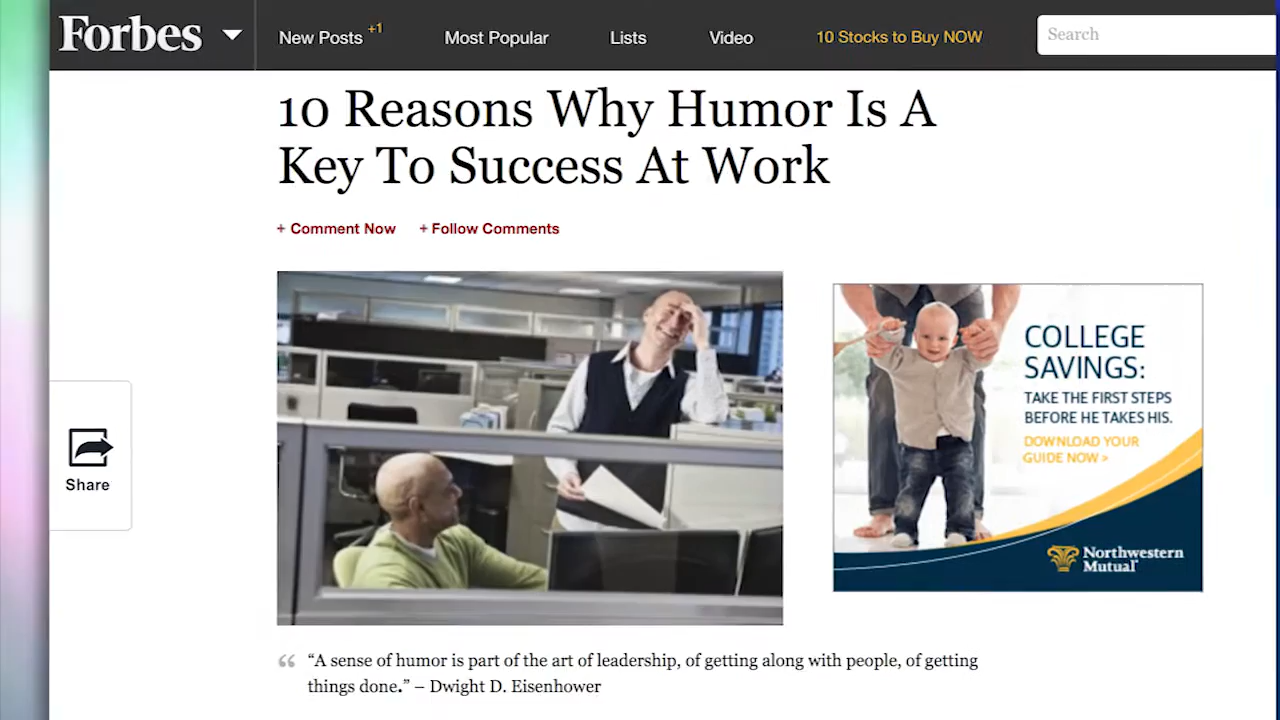 Forbes
New Posts +1
Most Popular
Lists
Video
10 Stocks to Buy NOW
Search
10 Reasons Why Humor Is A
Key To Success At Work
+ Comment Now
+ Follow Comments
Share
COLLEGE
SAVINGS:
TAKE THE FIRST STEPS
BEFORE HE TAKES HIS.
DOWNLOAD YOUR
GUIDE NOW >
Northwestern
Mutual
“ “A sense of humor is part of the art of leadership, of getting along with people, of getting
things done.” – Dwight D. Eisenhower